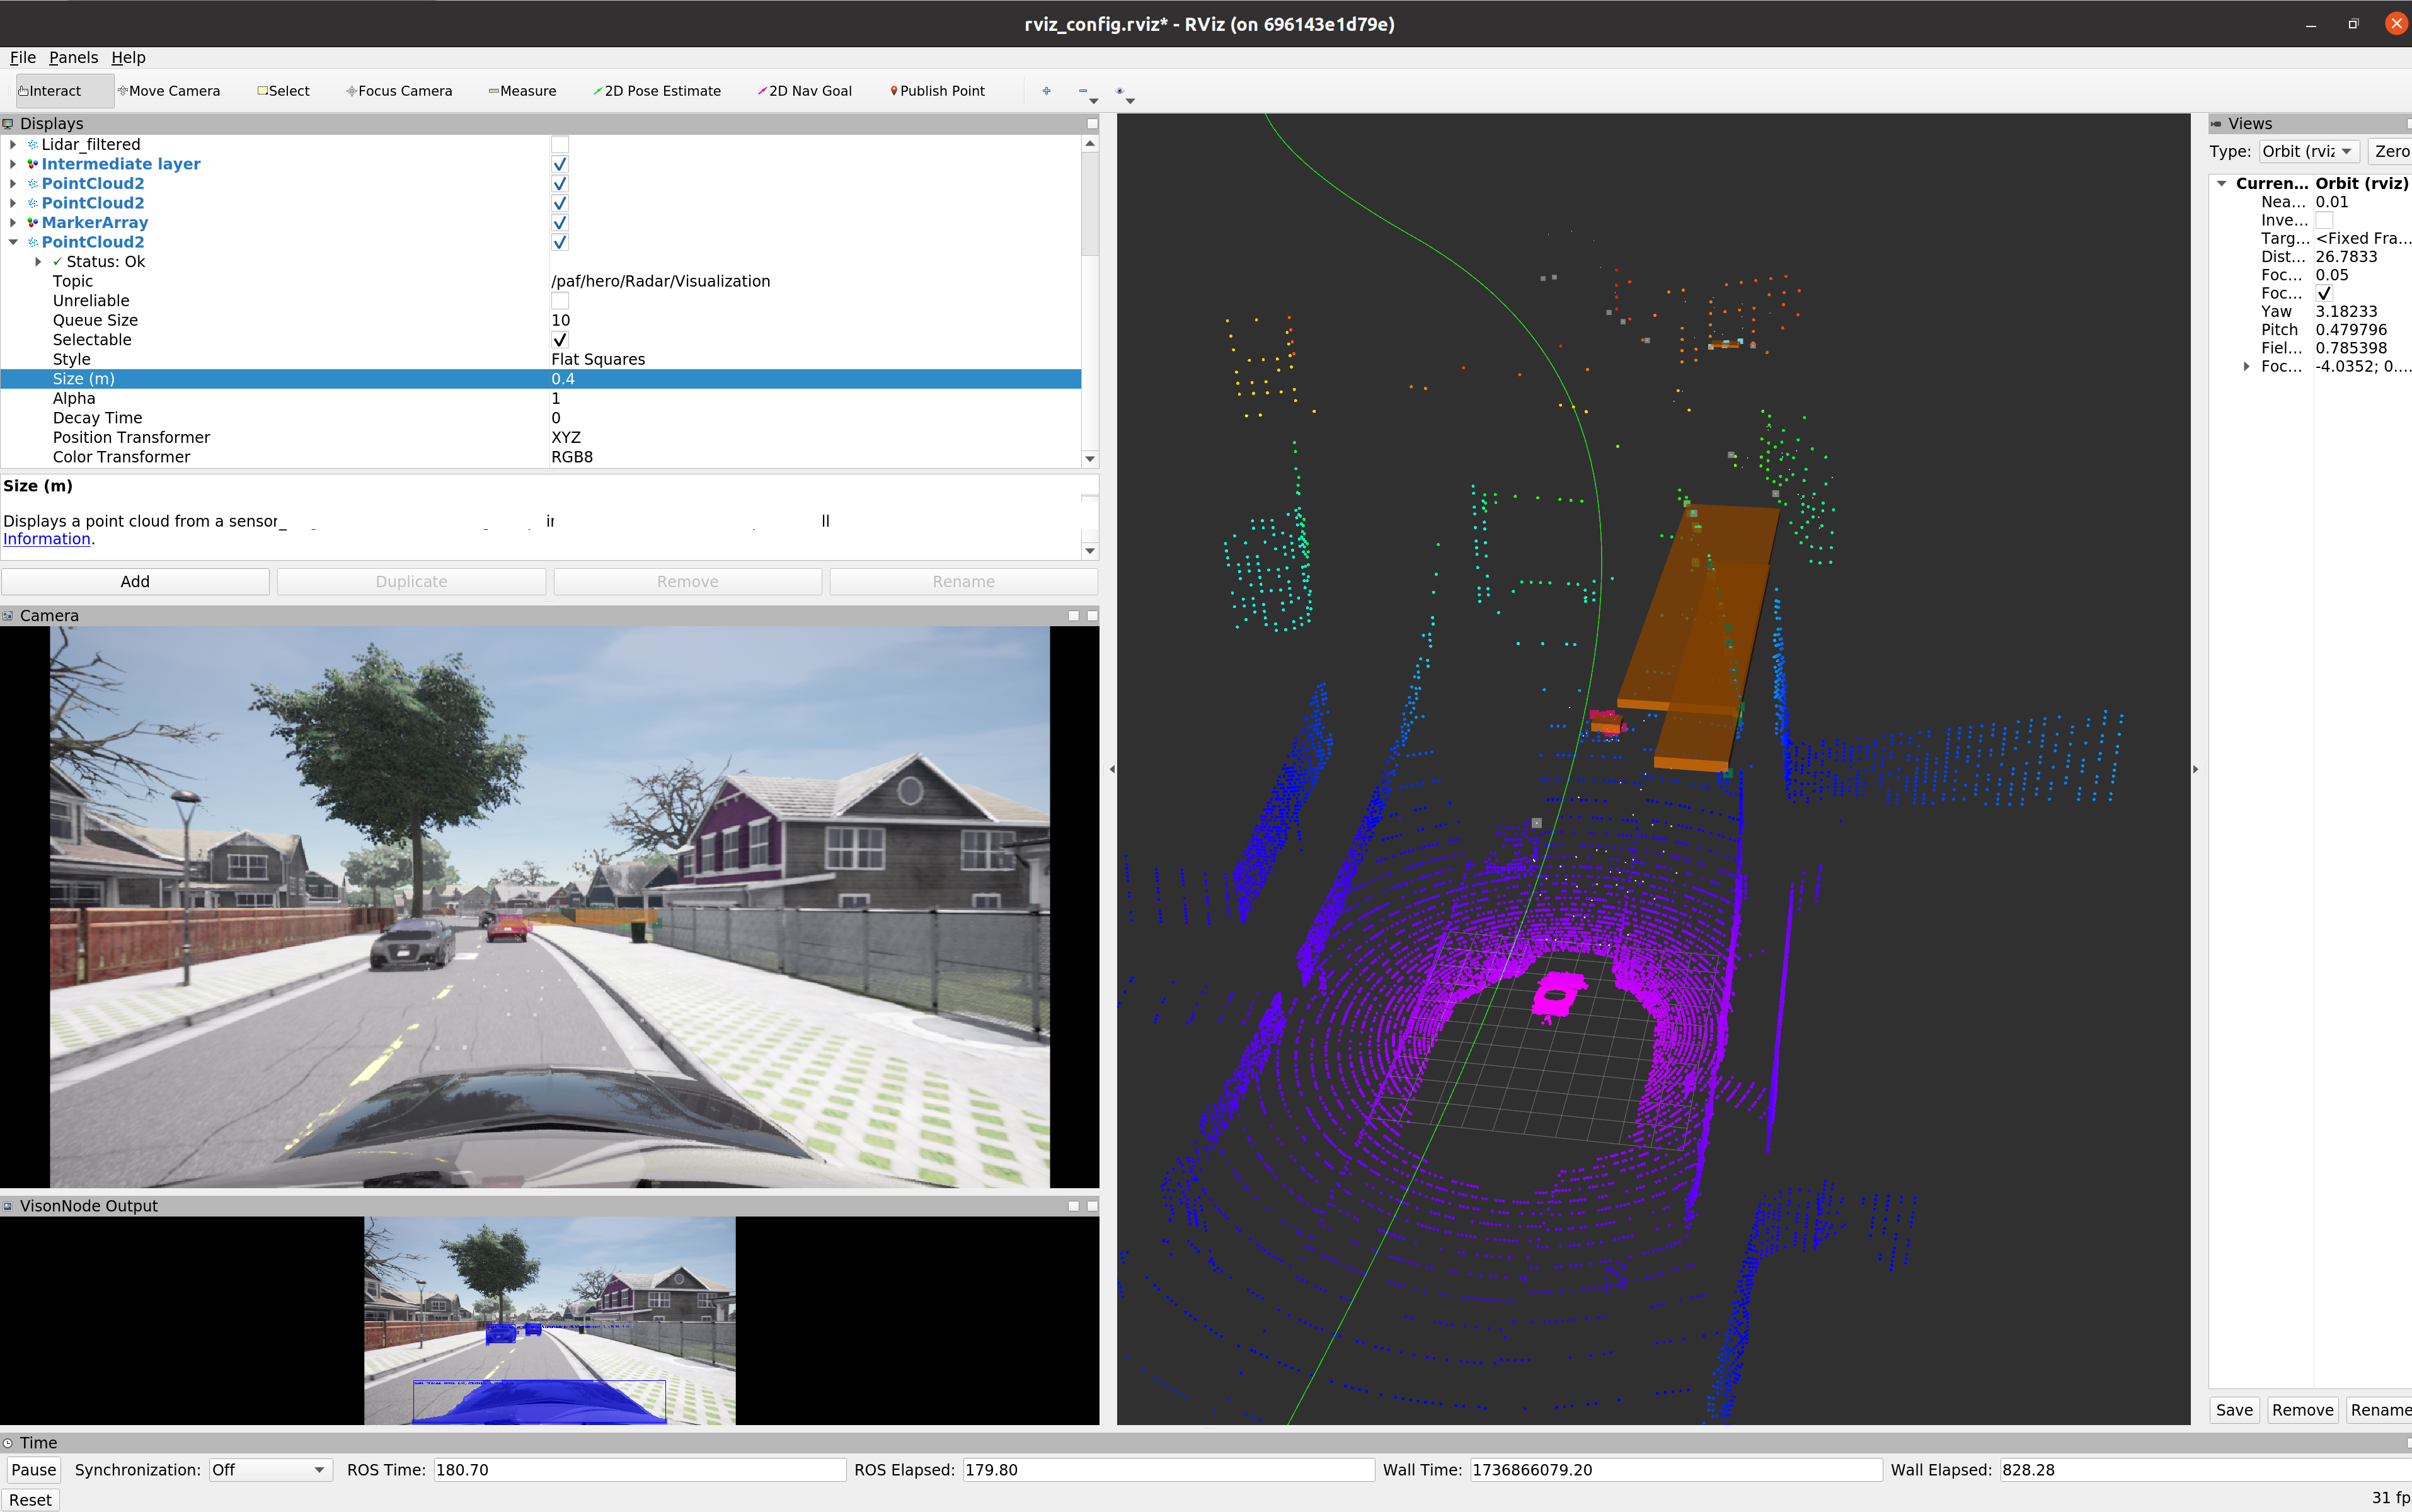 rviz_config.rviz* - RViz (on 696143e1d79e)
File Panels Help
Interact Move Camera Select Focus Camera Measure 2D Pose Estimate 2D Nav Goal Publish Point
Displays
Lidar_filtered
Intermediate layer
PointCloud2
PointCloud2
MarkerArray
PointCloud2
Status: Ok
Topic /paf/hero/Radar/Visualization
Unreliable
Queue Size 10
Selectable
Style Flat Squares
Size (m) 0.4
Alpha 1
Decay Time 0
Position Transformer XYZ
Color Transformer RGB8
Size (m)
Displays a point cloud from a sensor
Information.
Add Duplicate Remove Rename
Camera
VisonNode Output
Views
Type: Orbit (rviz Zero
Curren... Orbit (rviz)
Nea... 0.01
Inve...
Targ... <Fixed Fra...
Dist... 26.7833
Foc... 0.05
Foc...
Yaw 3.18233
Pitch 0.479796
Fiel... 0.785398
Foc... -4.0352; 0....
Save Remove Rename
Time
Pause Synchronization: Off ROS Time: 180.70 ROS Elapsed: 179.80 Wall Time: 1736866079.20 Wall Elapsed: 828.28
Reset
31 fp